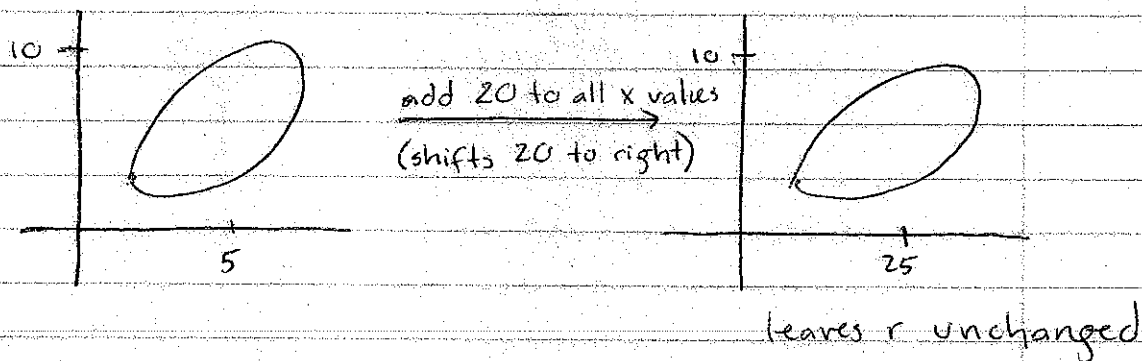 10
5
add 20 to all x values
(shifts 20 to right)
10
25
leaves r unchanged